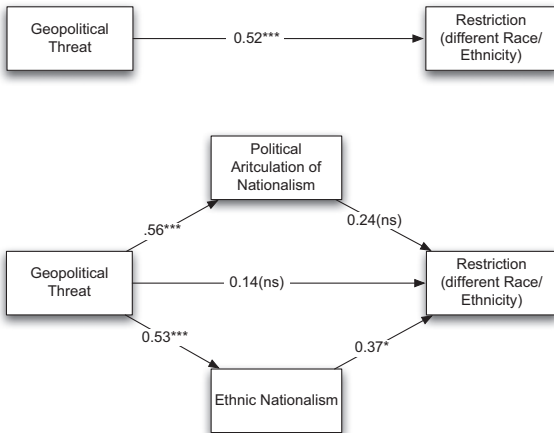 Geopolitical
Threat
0.52***
Restriction
(different Race/
Ethnicity)
Political
Aritculation of
Nationalism
.56***
0.24(ns)
Geopolitical
Threat
0.14(ns)
Restriction
(different Race/
Ethnicity)
0.53***
0.37*
Ethnic Nationalism